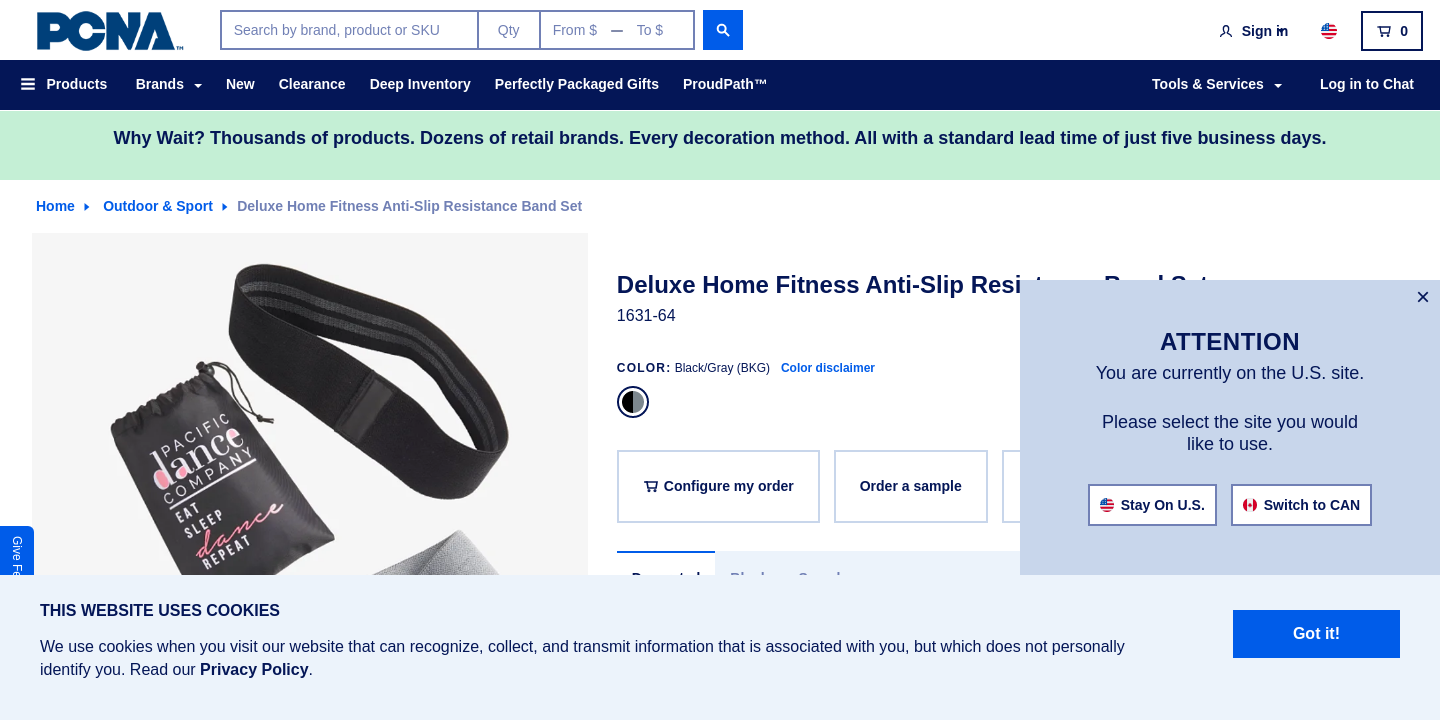 PCNA™
Search by brand, product or SKU
Qty
From $ — To $
Sign in
0
Products
Brands
New
Clearance
Deep Inventory
Perfectly Packaged Gifts
ProudPath™
Tools & Services
Log in to Chat
Why Wait? Thousands of products. Dozens of retail brands. Every decoration method. All with a standard lead time of just five business days.
Home
Outdoor & Sport
Deluxe Home Fitness Anti-Slip Resistance Band Set
PACIFIC
dance
COMPANY
EAT
SLEEP
dance
REPEAT
Give
Deluxe Home Fitness Anti-Slip
1631-64
COLOR: Black/Gray (BKG) Color disclaimer
Configure my order
Order a sample
×
ATTENTION
You are currently on the U.S. site.
Please select the site you would
like to use.
Stay On U.S.
Switch to CAN
THIS WEBSITE USES COOKIES
We use cookies when you visit our website that can recognize, collect, and transmit information that is associated with you, but which does not personally
identify you. Read our Privacy Policy.
Got it!